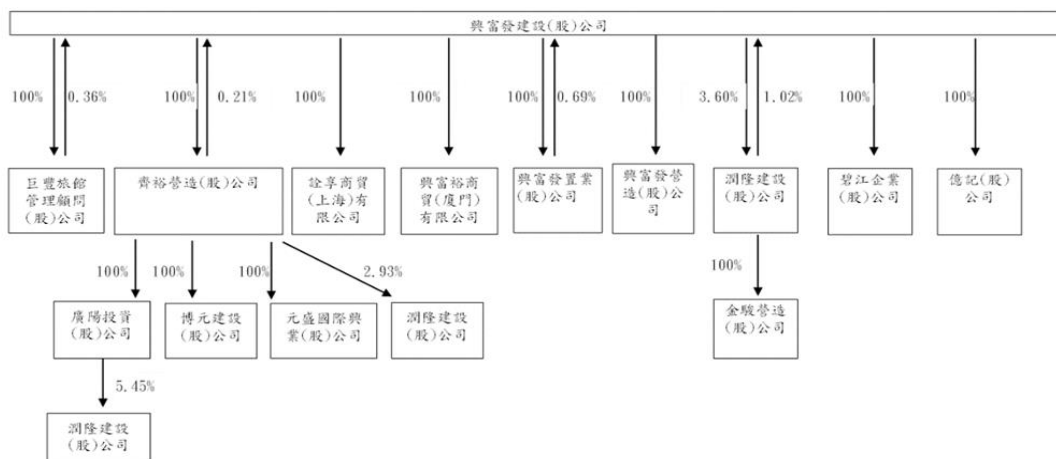 興富發建設(股)公司
100%
0.36%
100%
0.21%
100%
100%
100%
0.69%
100%
3.60%
1.02%
100%
100%
巨豐旅館
管理顧問
(股)公司
齊裕營造(股)公司
詮享商貿
(上海)有
限公司
興富裕商
貿(廈門)
有限公司
興富發置業
(股)公司
興富發營
造(股)公
司
潤隆建設
(股)公司
碧江企業
(股)公司
億記(股)
公司
100%
100%
100%
2.93%
100%
廣陽投資
(股)公司
博元建設
(股)公司
元盛國際興
業(股)公司
潤隆建設
(股)公司
金駿營造
(股)公司
5.45%
潤隆建設
(股)公司